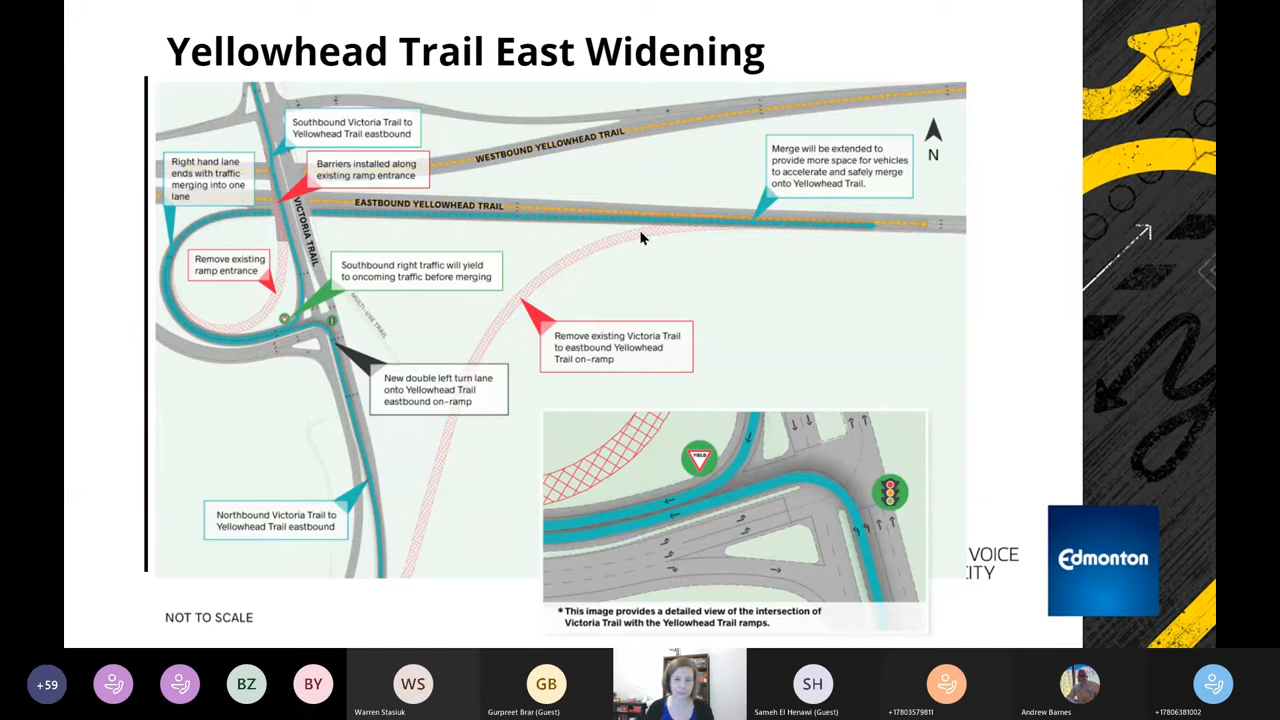 Yellowhead Trail East Widening
Southbound Victoria Trail to
Yellowhead Trail eastbound
Right hand lane
ends with traffic
merging into one
lane
Barriers installed along
existing ramp entrance
WESTBOUND YELLOWHEAD TRAIL
Merge will be extended to
provide more space for vehicles
to accelerate and safely merge
onto Yellowhead Trail.
N
EASTBOUND YELLOWHEAD TRAIL
VICTORIA TRAIL
Remove existing
ramp entrance
Southbound right traffic will yield
to oncoming traffic before merging
MULTI-USE TRAIL
Remove existing Victoria Trail
to eastbound Yellowhead
Trail on-ramp
New double left turn lane
onto Yellowhead Trail
eastbound on-ramp
Northbound Victoria Trail to
Yellowhead Trail eastbound
YIELD
* This image provides a detailed view of the intersection of
Victoria Trail with the Yellowhead Trail ramps.
VOICE
CITY
Edmonton
NOT TO SCALE
+59
BZ
BY
WS
Warren Stasiuk
GB
Gurpreet Brar (Guest)
SH
Sameh El Henawi (Guest)
+17803579811
Andrew Barnes
+17806381002